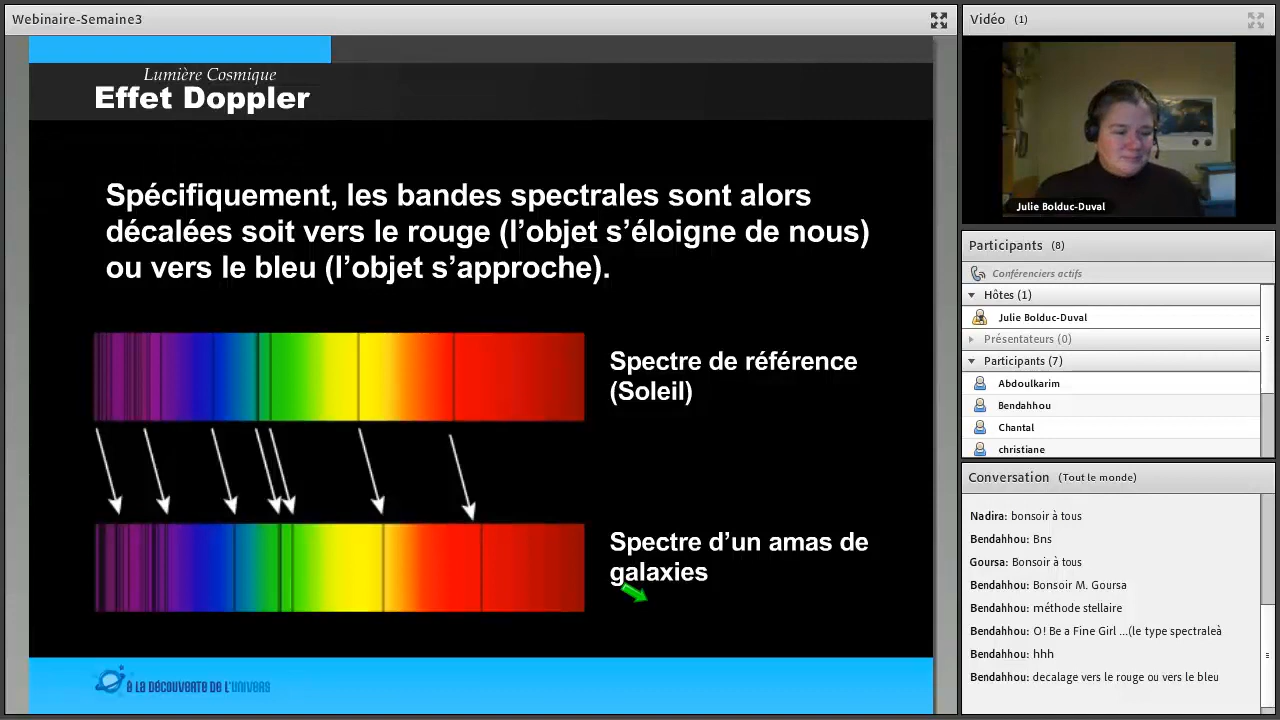 Webinaire-Semaine3
Lumière Cosmique
Effet Doppler
Spécifiquement, les bandes spectrales sont alors
décalées soit vers le rouge (l’objet s’éloigne de nous)
ou vers le bleu (l’objet s’approche).
Spectre de référence
(Soleil)
Spectre d’un amas de
galaxies
À LA DÉCOUVERTE DE L'UNIVERS
Vidéo (1)
Julie Bolduc-Duval
Participants (8)
Conférenciers actifs
Hôtes (1)
Julie Bolduc-Duval
Présentateurs (0)
Participants (7)
Abdoulkarim
Bendahhou
Chantal
christiane
Conversation (Tout le monde)
Nadira: bonsoir à tous
Bendahhou: Bns
Goursa: Bonsoir à tous
Bendahhou: Bonsoir M. Goursa
Bendahhou: méthode stellaire
Bendahhou: O! Be a Fine Girl ...(le type spectraleà
Bendahhou: hhh
Bendahhou: decalage vers le rouge ou vers le bleu